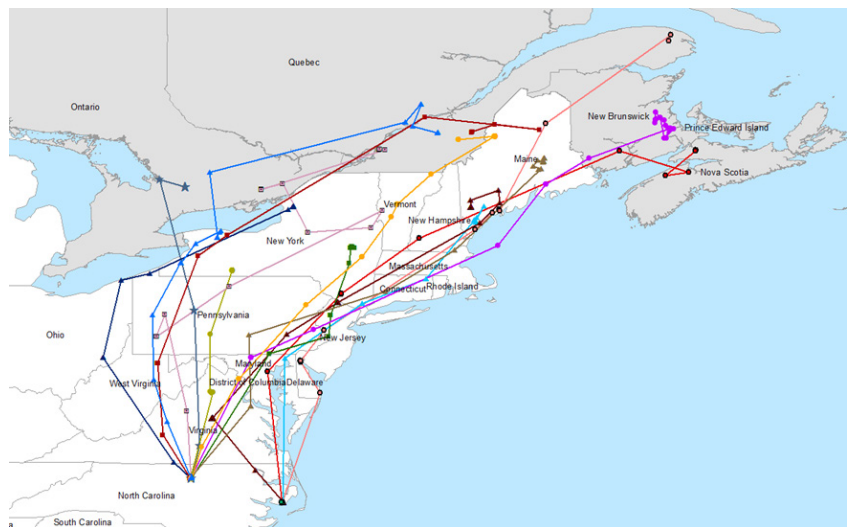 Quebec
Ontario
New Brunswick
Prince Edward Island
Maine
Nova Scotia
Vermont
New Hampshire
New York
Massachusetts
Connecticut
Rhode Island
Pennsylvania
Ohio
New Jersey
Maryland
West Virginia
District of Columbia
Delaware
Virginia
North Carolina
South Carolina
a